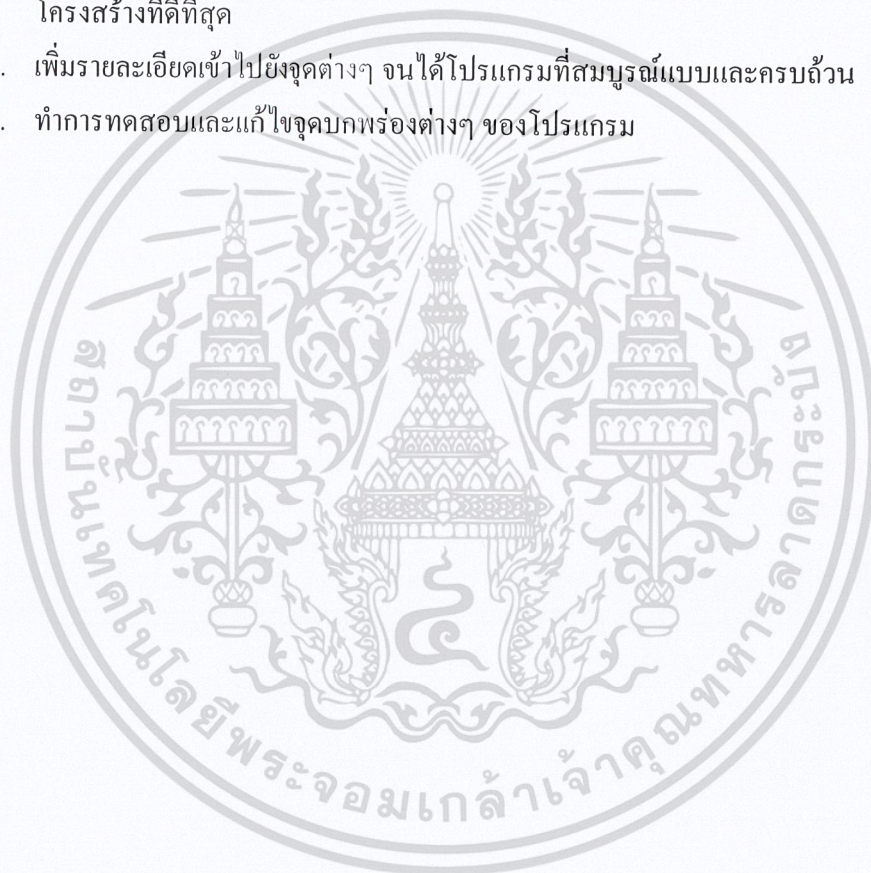 โครงสร้างที่ดีที่สุด
. เพิ่มรายละเอียดเข้าไปยังจุดต่างๆ จนได้โปรแกรมที่สมบูรณ์แบบและครบถ้วน
. ทำการทดสอบและแก้ไขจุดบกพร่องต่างๆ ของโปรแกรม
สถาบันเทคโนโลยีพระจอมเกล้าเจ้าคุณทหารลาดกระบัง
๔